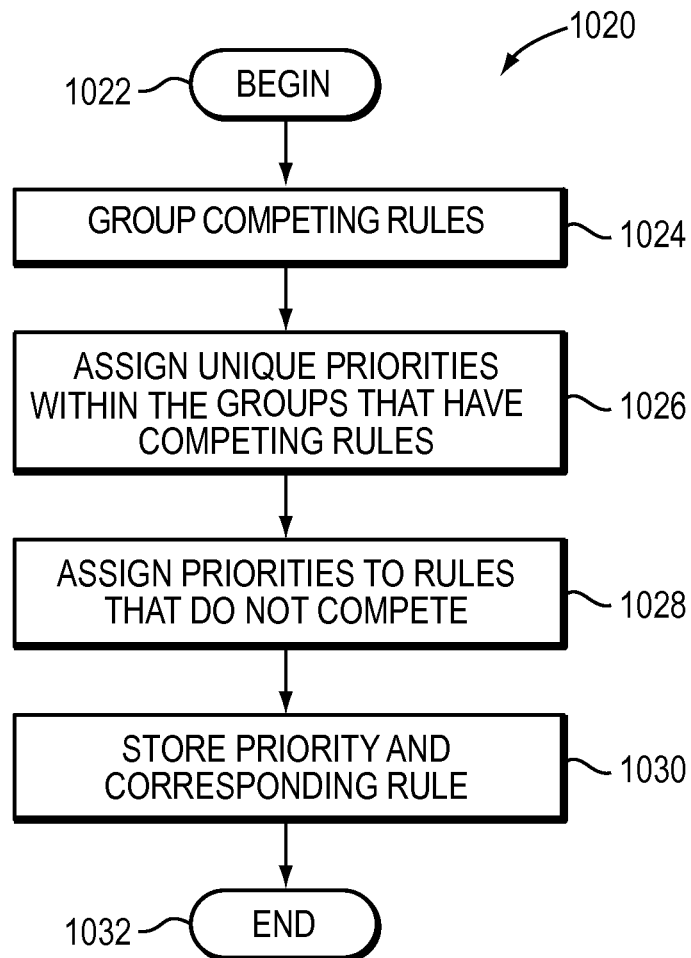 1020
1022
BEGIN
GROUP COMPETING RULES
1024
ASSIGN UNIQUE PRIORITIES
WITHIN THE GROUPS THAT HAVE
COMPETING RULES
1026
ASSIGN PRIORITIES TO RULES
THAT DO NOT COMPETE
1028
STORE PRIORITY AND
CORRESPONDING RULE
1030
END
1032